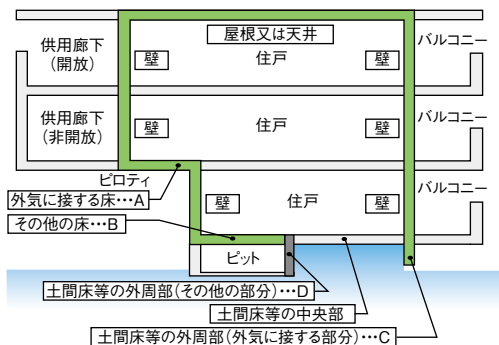 屋根又は天井
供用廊下
(開放)
壁
住戸
壁
バルコニー
供用廊下
(非開放)
壁
住戸
壁
バルコニー
ピロティ
外気に接する床…A
壁
住戸
壁
バルコニー
その他の床…B
ピット
土間床等の外周部(その他の部分)…D
土間床等の中央部
土間床等の外周部(外気に接する部分)…C